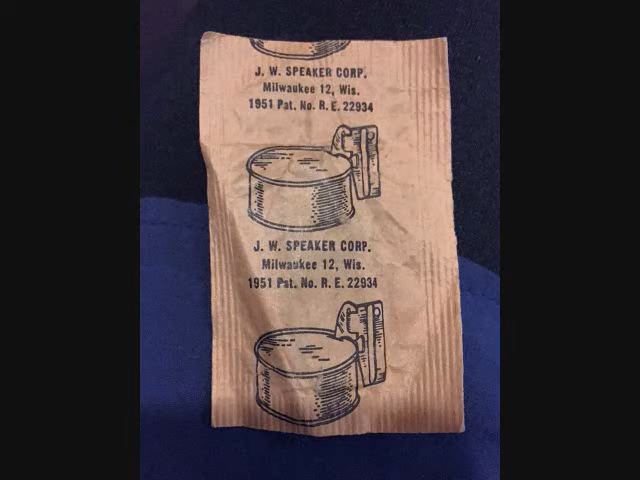 J. W. SPEAKER CORP.
Milwaukee 12, Wis.
1951 Pat. No. R. E. 22934
J. W. SPEAKER CORP.
Milwaukee 12, Wis.
1951 Pat. No. R. E. 22934